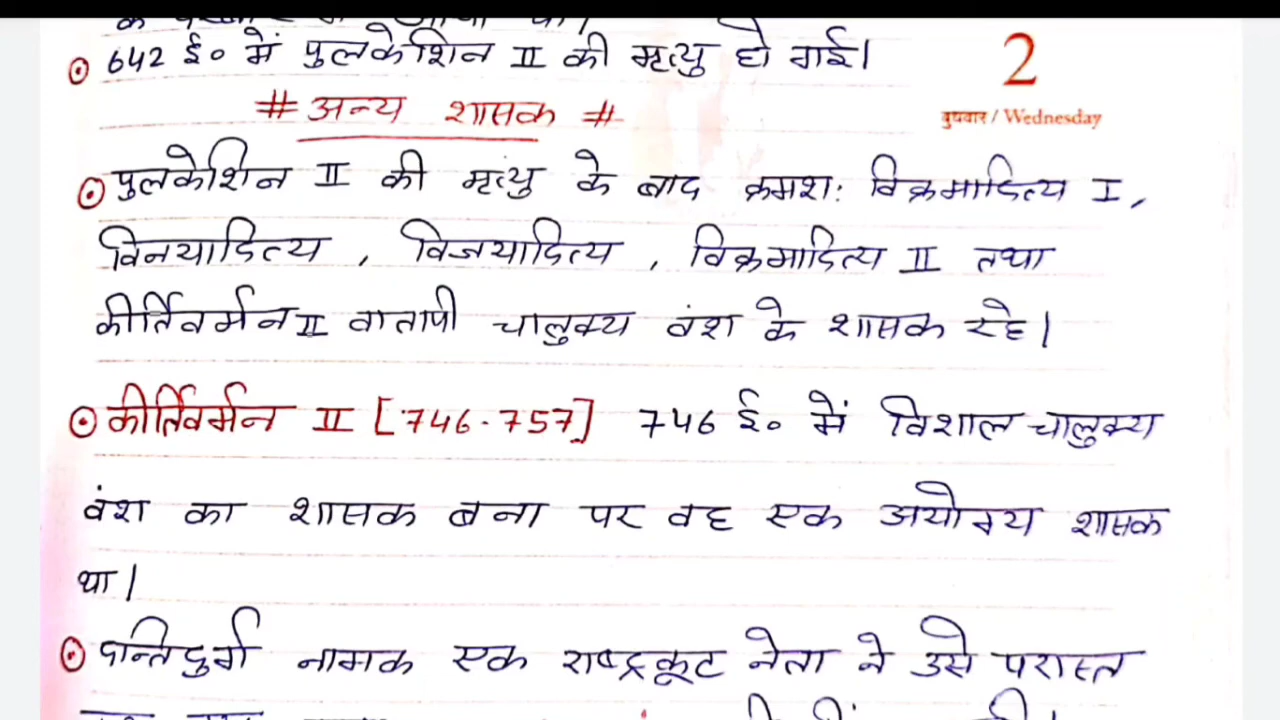 642 ई० में पुलकेशिन II की मृत्यु हो गई।
2
बुधवार / Wednesday
# अन्य शासक #
पुलकेशिन II की मृत्यु के बाद क्रमशः विक्रमादित्य I,
विनयादित्य, विजयादित्य, विक्रमादित्य II तथा
कीर्तिवर्मन II वातापी चालुक्य वंश के शासक रहे।
कीर्तिवर्मन II [746-757] 746 ई० में विशाल चालुक्य
वंश का शासक बना पर वह एक अयोग्य शासक
था।
दन्तिदुर्ग नामक एक राष्ट्रकूट नेता ने उसे परास्त